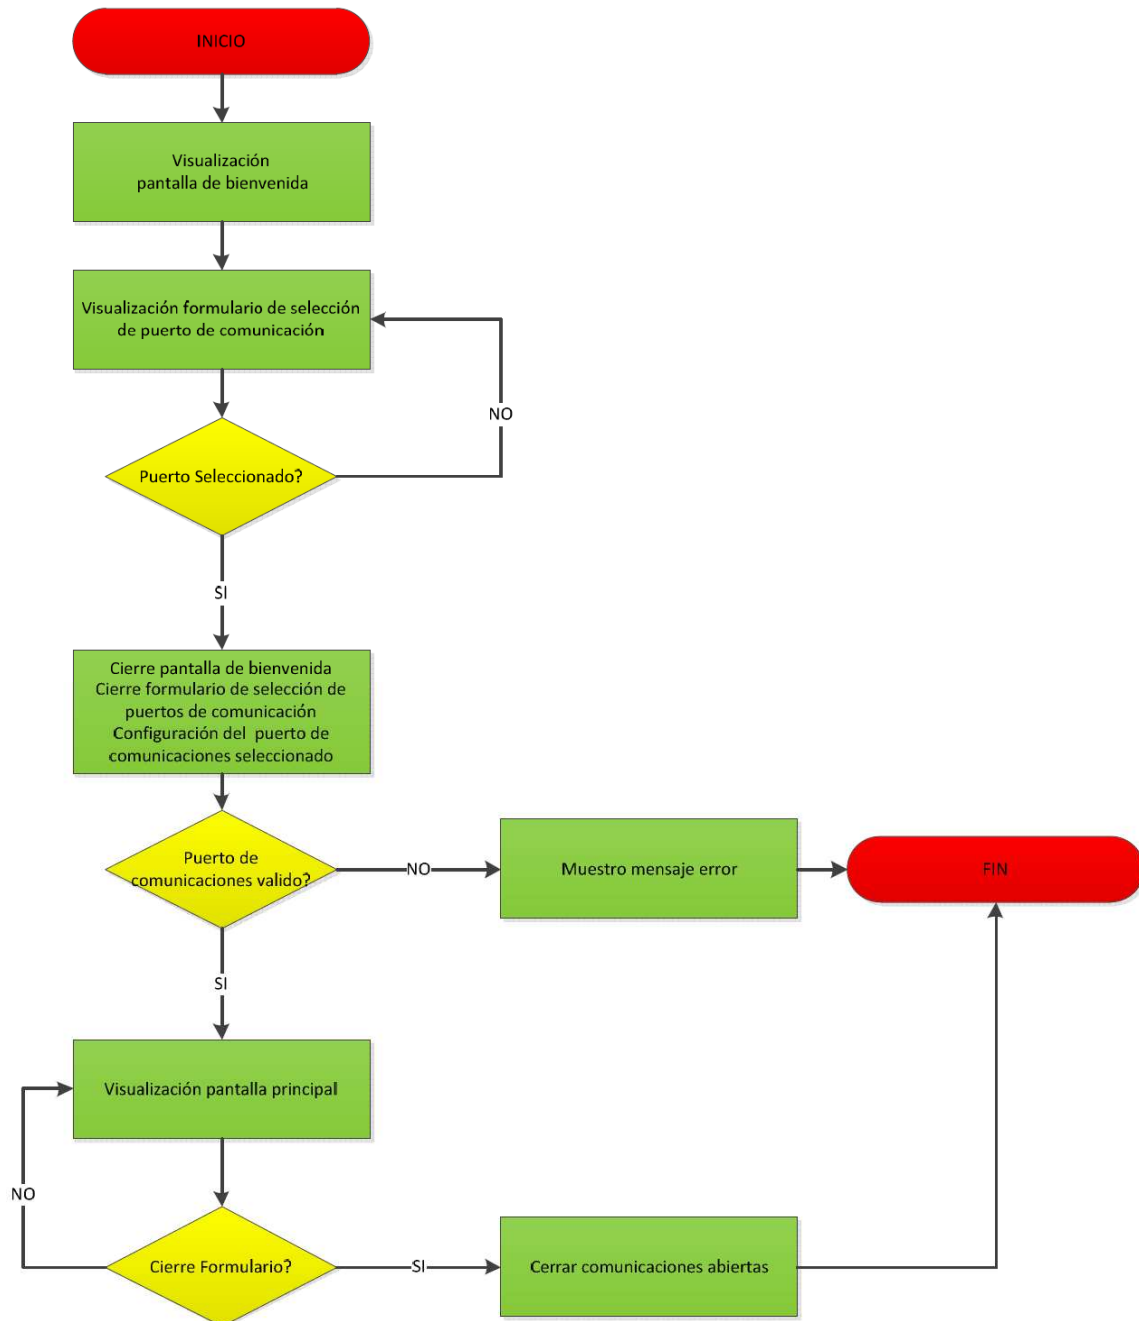 INICIO
Visualización
pantalla de bienvenida
Visualización formulario de selección
de puerto de comunicación
NO
Puerto Seleccionado?
SI
Cierre pantalla de bienvenida
Cierre formulario de selección de
puertos de comunicación
Configuración del puerto de
comunicaciones seleccionado
Puerto de
comunicaciones valido?
NO
Muestro mensaje error
FIN
SI
Visualización pantalla principal
NO
Cierre Formulario?
SI
Cerrar comunicaciones abiertas